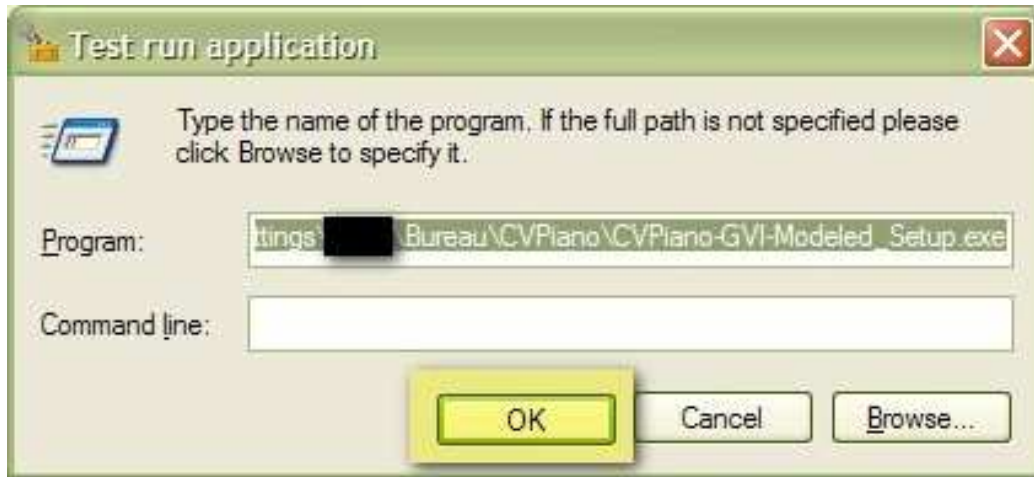 Test run application
Type the name of the program. If the full path is not specified please
click Browse to specify it.
Program:
ttings\ \Bureau\CVPiano\CVPiano-GVI-Modeled_Setup.exe
Command line:
OK Cancel Browse...